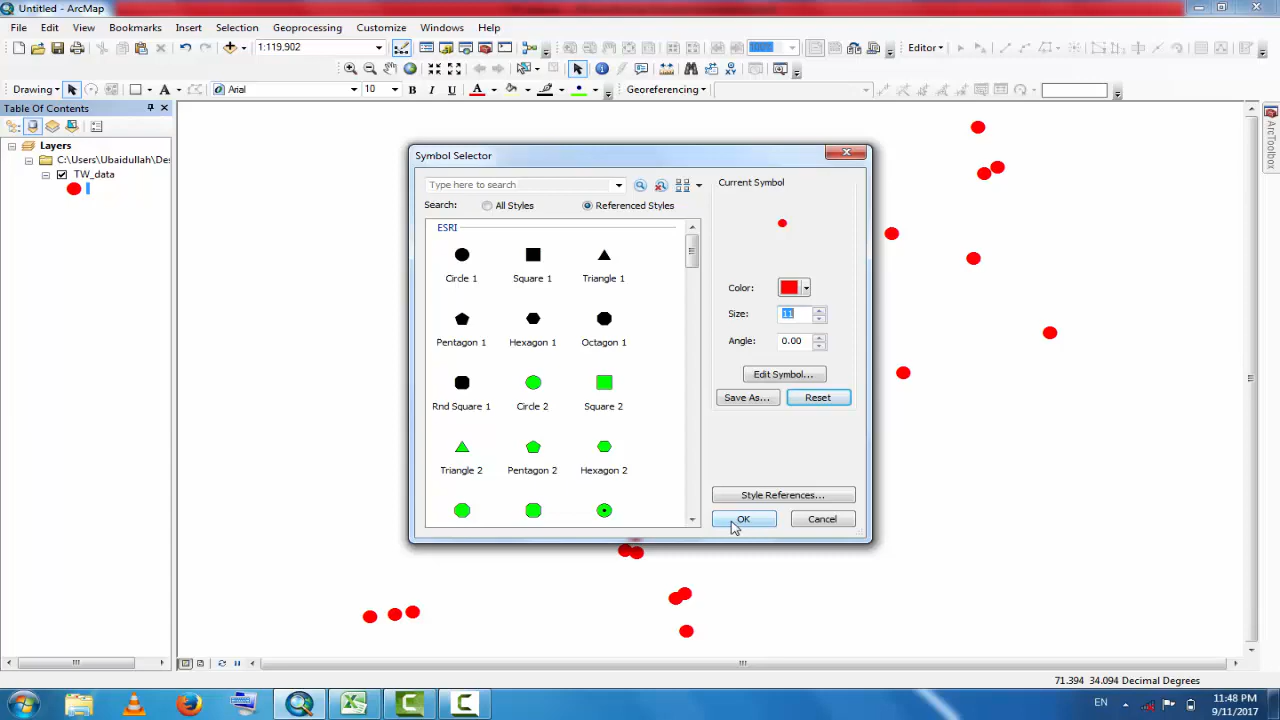 Untitled - ArcMap
File Edit View Bookmarks Insert Selection Geoprocessing Customize Windows Help
1:119,902
Editor
Drawing
A
Arial
10
B I U A
Georeferencing
Table Of Contents
Layers
C:\Users\Ubaidullah\Des
TW_data
ArcToolbox
Symbol Selector
Type here to search
Search: All Styles Referenced Styles
ESRI
Circle 1 Square 1 Triangle 1
Pentagon 1 Hexagon 1 Octagon 1
Rnd Square 1 Circle 2 Square 2
Triangle 2 Pentagon 2 Hexagon 2
Current Symbol
Color:
Size: 11
Angle: 0.00
Edit Symbol...
Save As... Reset
Style References...
OK Cancel
71.394 34.094 Decimal Degrees
EN
11:48 PM
9/11/2017